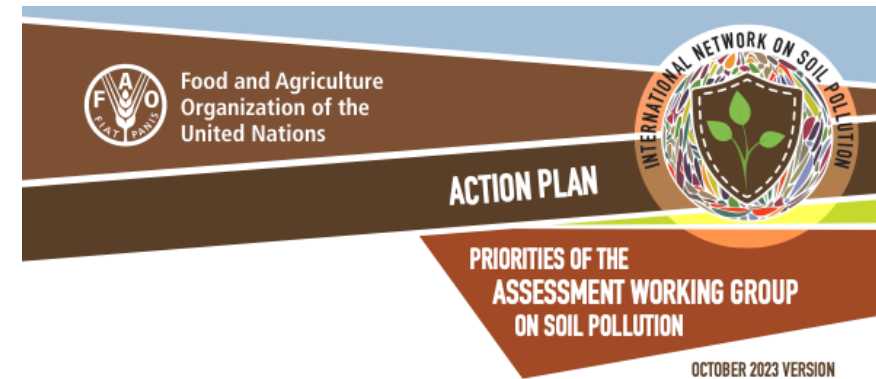 FAO
FIAT PANIS
Food and Agriculture
Organization of the
United Nations
INTERNATIONAL NETWORK ON SOIL POLLUTION
ACTION PLAN
PRIORITIES OF THE
ASSESSMENT WORKING GROUP
ON SOIL POLLUTION
OCTOBER 2023 VERSION